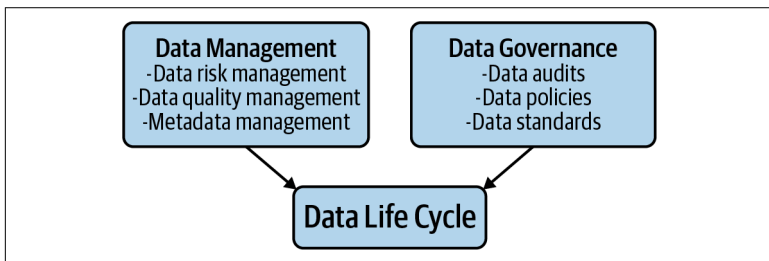 Data Management
-Data risk management
-Data quality management
-Metadata management
Data Governance
-Data audits
-Data policies
-Data standards
Data Life Cycle